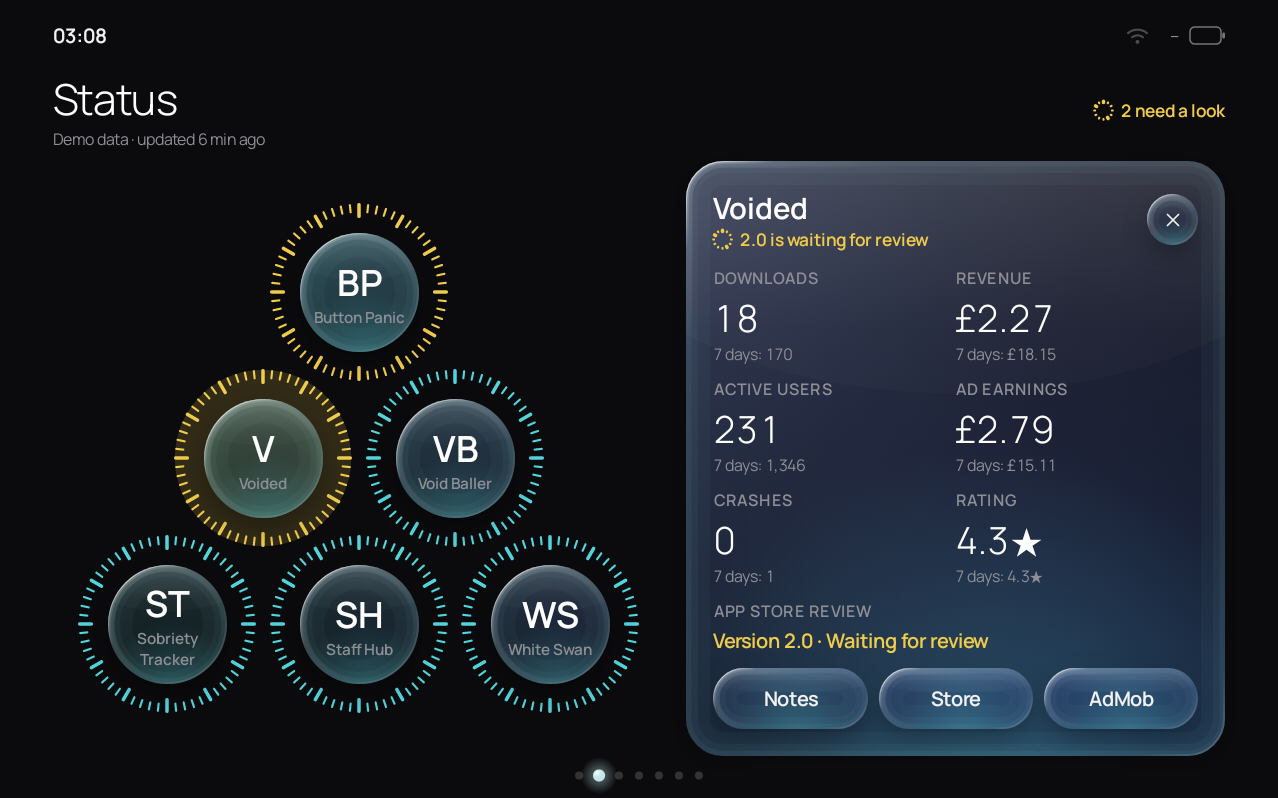 03:08
–
Status
Demo data · updated 6 min ago
2 need a look
BP
Button Panic
V
Voided
VB
Void Baller
ST
Sobriety
Tracker
SH
Staff Hub
WS
White Swan
Voided
2.0 is waiting for review
DOWNLOADS
18
7 days: 170
REVENUE
£2.27
7 days: £18.15
ACTIVE USERS
231
7 days: 1,346
AD EARNINGS
£2.79
7 days: £15.11
CRASHES
0
7 days: 1
RATING
4.3★
7 days: 4.3★
APP STORE REVIEW
Version 2.0 · Waiting for review
Notes
Store
AdMob